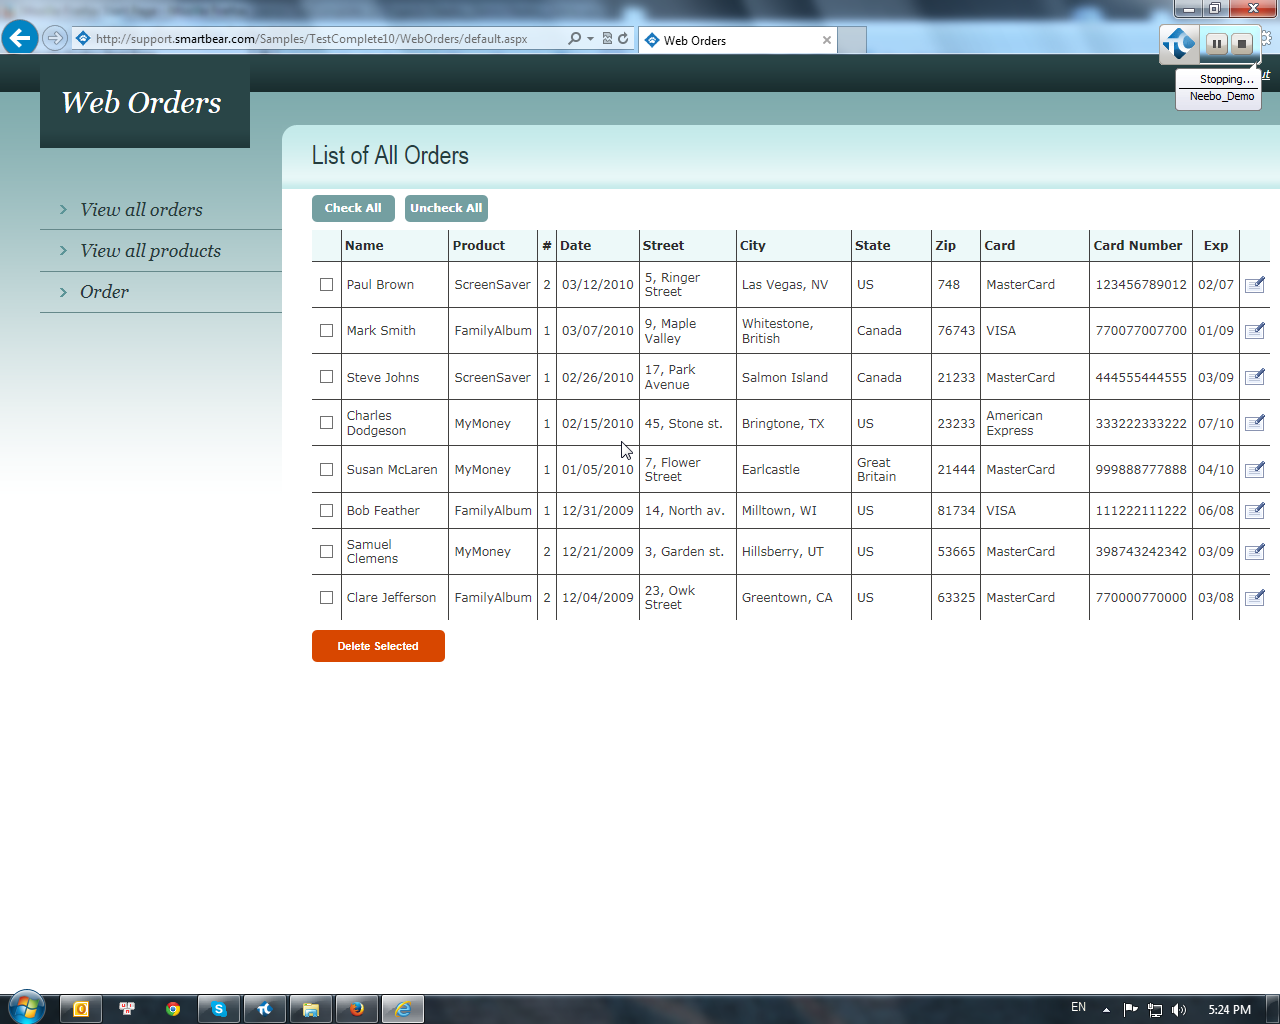 http://support.smartbear.com/Samples/TestComplete10/WebOrders/default.aspx
Web Orders
Stopping...
Neebo_Demo
ut
Web Orders
View all orders
View all products
Order
List of All Orders
Check All Uncheck All
Name Product # Date Street City State Zip Card Card Number Exp
Paul Brown ScreenSaver 2 03/12/2010 5, Ringer Street Las Vegas, NV US 748 MasterCard 123456789012 02/07
Mark Smith FamilyAlbum 1 03/07/2010 9, Maple Valley Whitestone, British Canada 76743 VISA 770077007700 01/09
Steve Johns ScreenSaver 1 02/26/2010 17, Park Avenue Salmon Island Canada 21233 MasterCard 444555444555 03/09
Charles Dodgeson MyMoney 1 02/15/2010 45, Stone st. Bringtone, TX US 23233 American Express 333222333222 07/10
Susan McLaren MyMoney 1 01/05/2010 7, Flower Street Earlcastle Great Britain 21444 MasterCard 999888777888 04/10
Bob Feather FamilyAlbum 1 12/31/2009 14, North av. Milltown, WI US 81734 VISA 111222111222 06/08
Samuel Clemens MyMoney 2 12/21/2009 3, Garden st. Hillsberry, UT US 53665 MasterCard 398743242342 03/09
Clare Jefferson FamilyAlbum 2 12/04/2009 23, Owk Street Greentown, CA US 63325 MasterCard 770000770000 03/08
Delete Selected
EN
5:24 PM